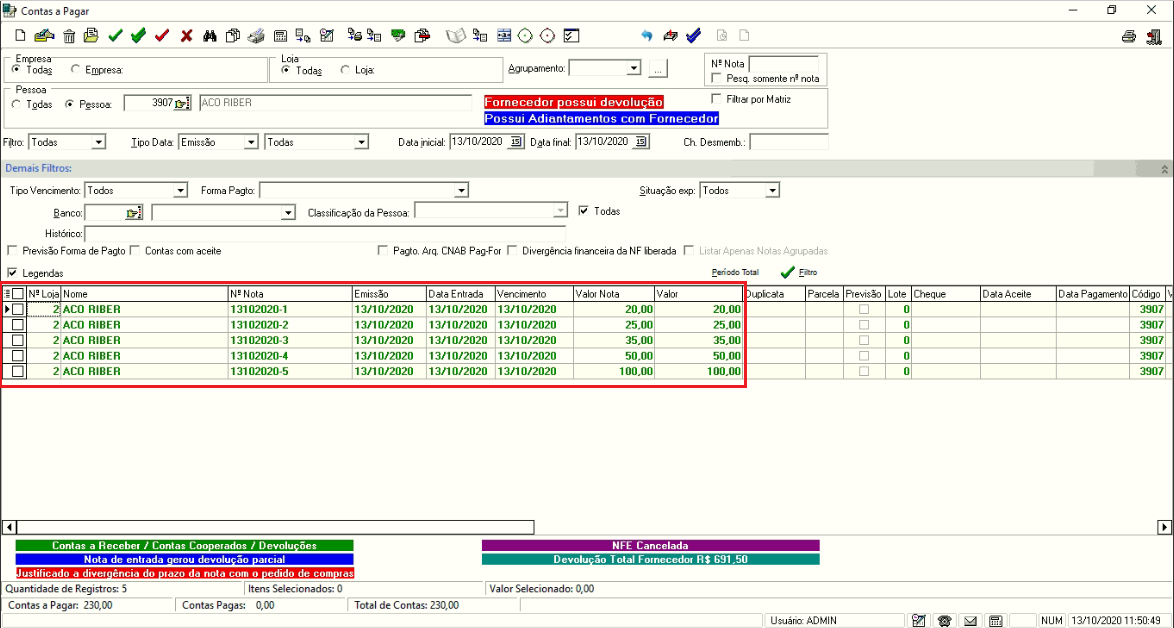 Contas a Pagar
Empresa
Todas
Empresa:
Loja
Todas
Loja:
Agrupamento:
...
Nº Nota
Pesq. somente nº nota
Pessoa
Todas
Pessoa:
3907
ACO RIBER
Fornecedor possui devolução
Possui Adiantamentos com Fornecedor
Filtrar por Matriz
Filtro: Todas
Tipo Data: Emissão
Todas
Data inicial: 13/10/2020
Data final: 13/10/2020
Ch. Desmemb.:
Demais Filtros:
Tipo Vencimento: Todos
Forma Pagto:
Situação exp: Todos
Banco:
Classificação da Pessoa:
Todas
Histórico:
Previsão Forma de Pagto
Contas com aceite
Pagto. Arq. CNAB Pag-For
Divergência financeira da NF liberada
Listar Apenas Notas Agrupadas
Legendas
Período Total
Filtro
Nº Loja Nome Nº Nota Emissão Data Entrada Vencimento Valor Nota Valor Duplicata Parcela Previsão Lote Cheque Data Aceite Data Pagamento Código V
2 ACO RIBER 13102020-1 13/10/2020 13/10/2020 13/10/2020 20,00 20,00 0 3907
2 ACO RIBER 13102020-2 13/10/2020 13/10/2020 13/10/2020 25,00 25,00 0 3907
2 ACO RIBER 13102020-3 13/10/2020 13/10/2020 13/10/2020 35,00 35,00 0 3907
2 ACO RIBER 13102020-4 13/10/2020 13/10/2020 13/10/2020 50,00 50,00 0 3907
2 ACO RIBER 13102020-5 13/10/2020 13/10/2020 13/10/2020 100,00 100,00 0 3907
Contas a Receber / Contas Cooperados / Devoluções
NFE Cancelada
Nota de entrada gerou devolução parcial
Devolução Total Fornecedor R$ 691,50
Justificado a divergência do prazo da nota com o pedido de compras
Quantidade de Registros: 5
Itens Selecionados: 0
Valor Selecionado: 0,00
Contas a Pagar: 230,00
Contas Pagas: 0,00
Total de Contas: 230,00
Usuário: ADMIN
NUM
13/10/2020 11:50:49